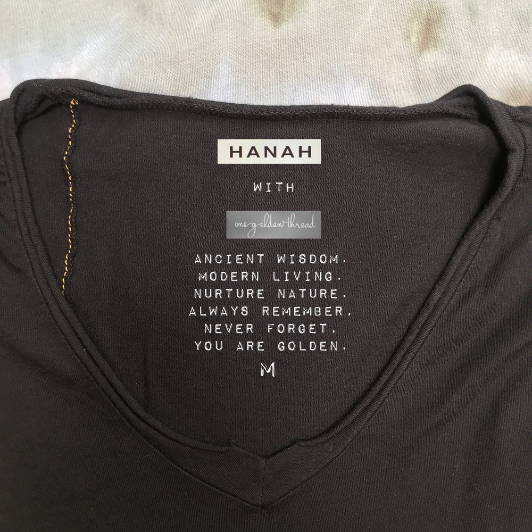 HANAH
WITH
one golden thread
ANCIENT WISDOM.
MODERN LIVING.
NURTURE NATURE.
ALWAYS REMEMBER.
NEVER FORGET.
YOU ARE GOLDEN.
M